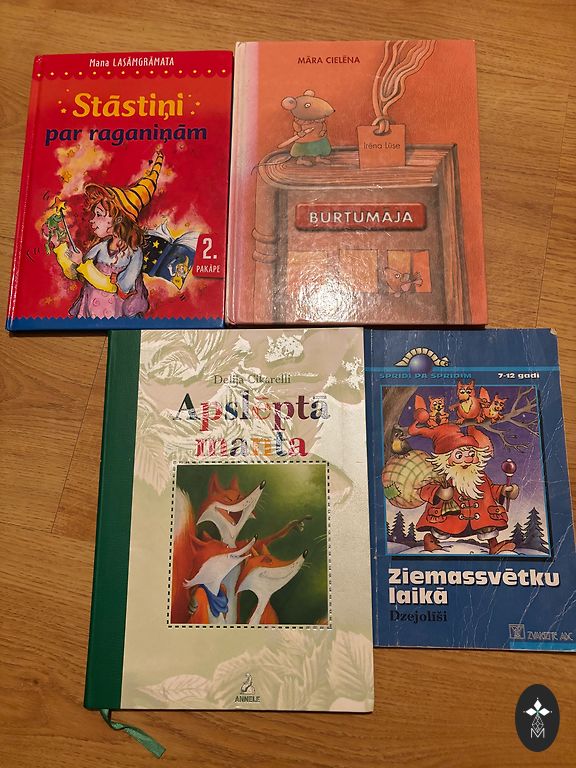 Mana LASĀMGRĀMATA
Stāstiņi
par raganiņām
2.
PAKĀPE
MĀRA CIELĒNA
Irēna Lūse
BURTUMĀJA
Delija Čikarelli
Apslēptā
manta
ANNELE
SPRĪDI PA SPRĪDIM
7-12 gadi
Ziemassvētku
laikā
Dzejolīši
ZVAIGZNE ABC